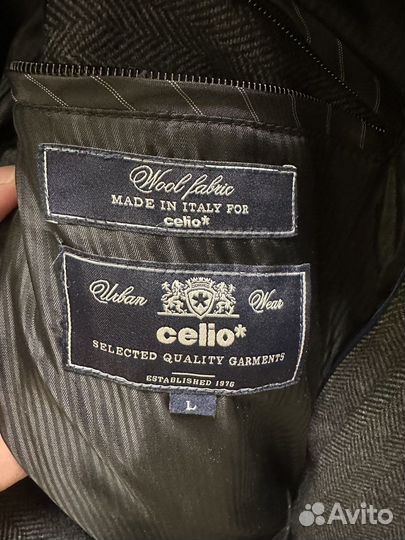 Wool fabric
MADE IN ITALY FOR
celio*
Urban Wear
celio*
SELECTED QUALITY GARMENTS
ESTABLISHED 1978
L
Avito